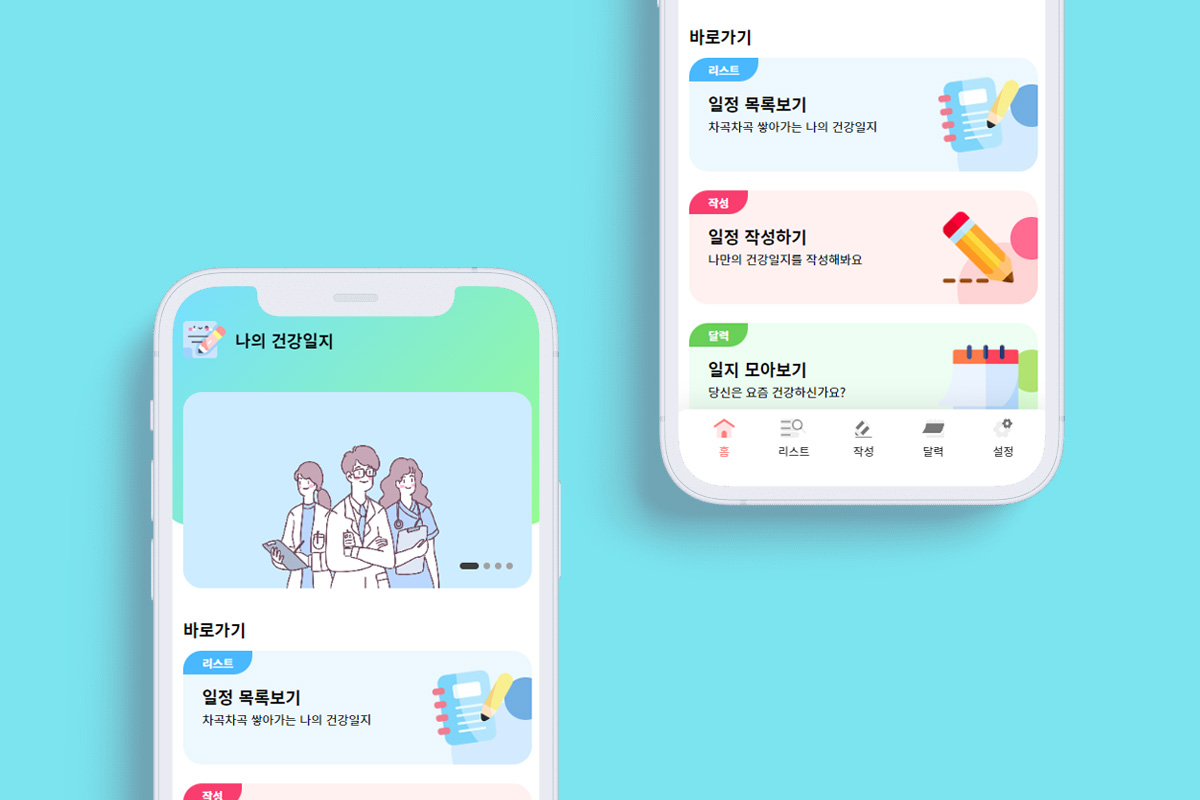 나의 건강일지
바로가기
리스트
일정 목록보기
차곡차곡 쌓아가는 나의 건강일지
작성
바로가기
리스트
일정 목록보기
차곡차곡 쌓아가는 나의 건강일지
작성
일정 작성하기
나만의 건강일지를 작성해봐요
달력
일지 모아보기
당신은 요즘 건강하신가요?
홈 리스트 작성 달력 설정